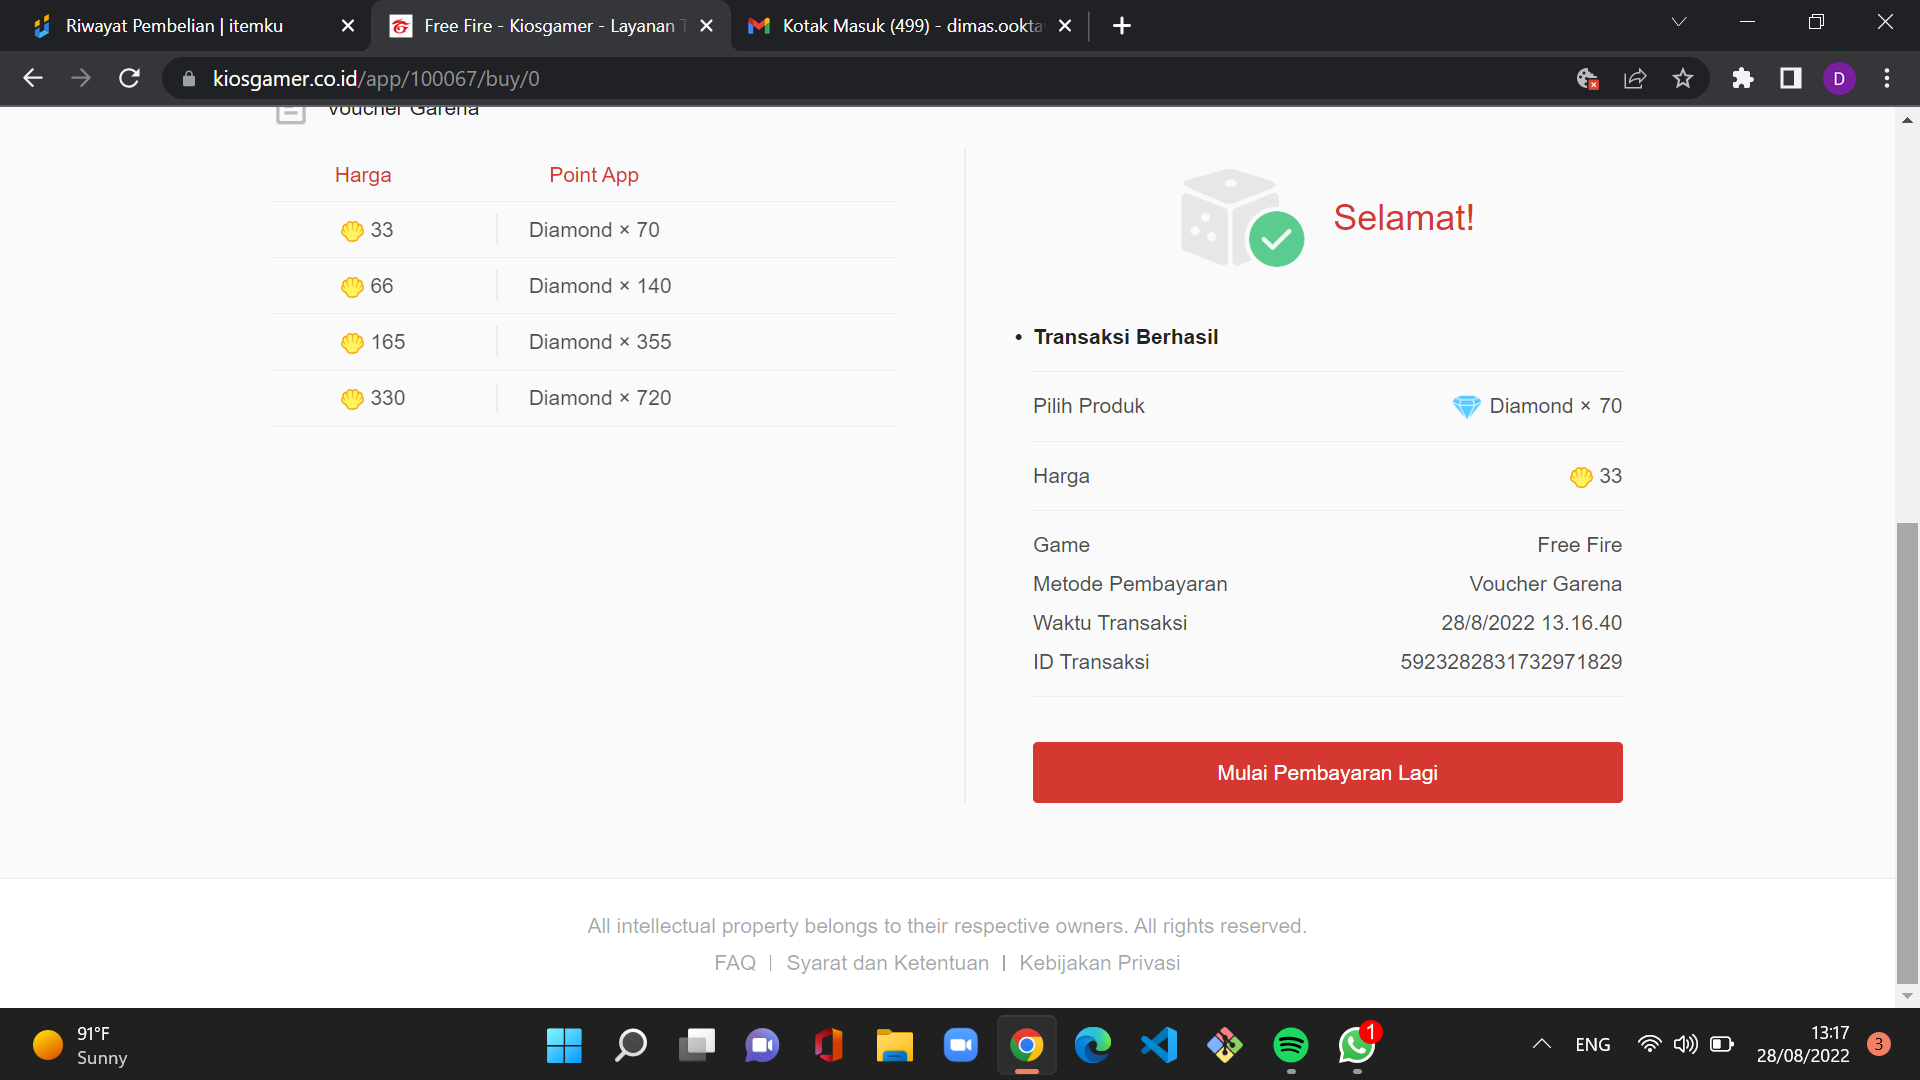 Riwayat Pembelian | itemku
Free Fire - Kiosgamer - Layanan T
Kotak Masuk (499) - dimas.ookta
kiosgamer.co.id/app/100067/buy/0
D
Voucher Garena
Harga Point App
33 Diamond × 70
66 Diamond × 140
165 Diamond × 355
330 Diamond × 720
Selamat!
• Transaksi Berhasil
Pilih Produk Diamond × 70
Harga 33
Game Free Fire
Metode Pembayaran Voucher Garena
Waktu Transaksi 28/8/2022 13.16.40
ID Transaksi 5923282831732971829
Mulai Pembayaran Lagi
All intellectual property belongs to their respective owners. All rights reserved.
FAQ | Syarat dan Ketentuan | Kebijakan Privasi
91°F
Sunny
1
ENG
13:17
28/08/2022
3